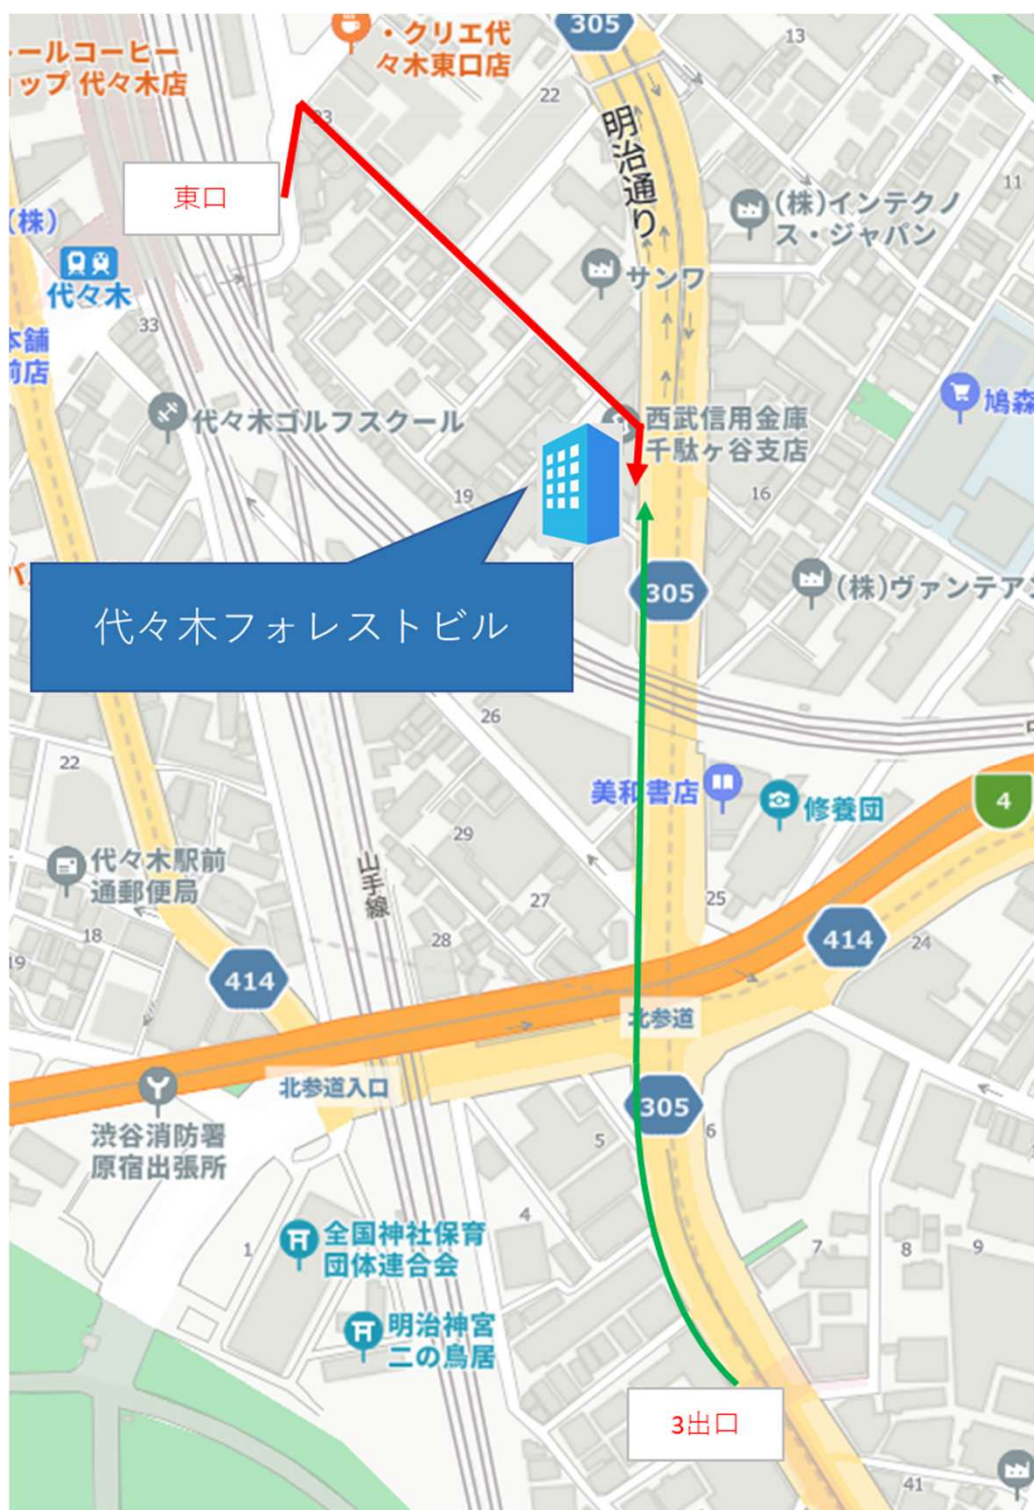 305
13
・クリエ代
々木東口店
ールコーヒー
ョップ 代々木店
22
23
明治通り
11
東口
(株)インテクノ
ス・ジャパン
(株)
代々木
サンワ
33
本舗
前店
鳩森
代々木ゴルフスクール
西武信用金庫
千駄ヶ谷支店
19
16
305
(株)ヴァンテアン
代々木フォレストビル
26
22
美和書店
修養団
4
29
代々木駅前
通郵便局
山手線
27
25
18
28
414
24
19
414
北参道
北参道入口
305
渋谷消防署
原宿出張所
5
6
4
全国神社保育
団体連合会
1
7
8
9
明治神宮
二の鳥居
3出口
41